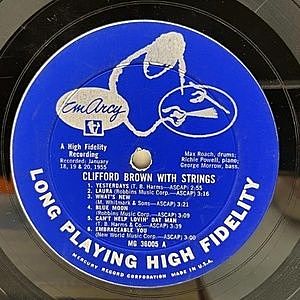 EmArcy
A High Fidelity
Recording
Recorded: January
18, 19 & 20, 1955
Max Roach, drums;
Richie Powell, piano;
George Morrow, bass.
CLIFFORD BROWN WITH STRINGS
1. YESTERDAYS (T. B. Harms—ASCAP) 2:55
2. LAURA (Robbins Music Corp.—ASCAP) 3:16
3. WHAT'S NEW
(M. Whitmark & Sons—ASCAP) 3:21
4. BLUE MOON
(Robbins Music Corp.—ASCAP) 3:11
5. CAN'T HELP LOVIN' DAT MAN
(T. B. Harms & Co.—ASCAP) 3:39
6. EMBRACEABLE YOU
(New World Music Corp.—ASCAP) 3:00
MG 36005 A
LONG PLAYING HIGH FIDELITY
MERCURY RECORD CORPORATION MADE IN U.S.A.